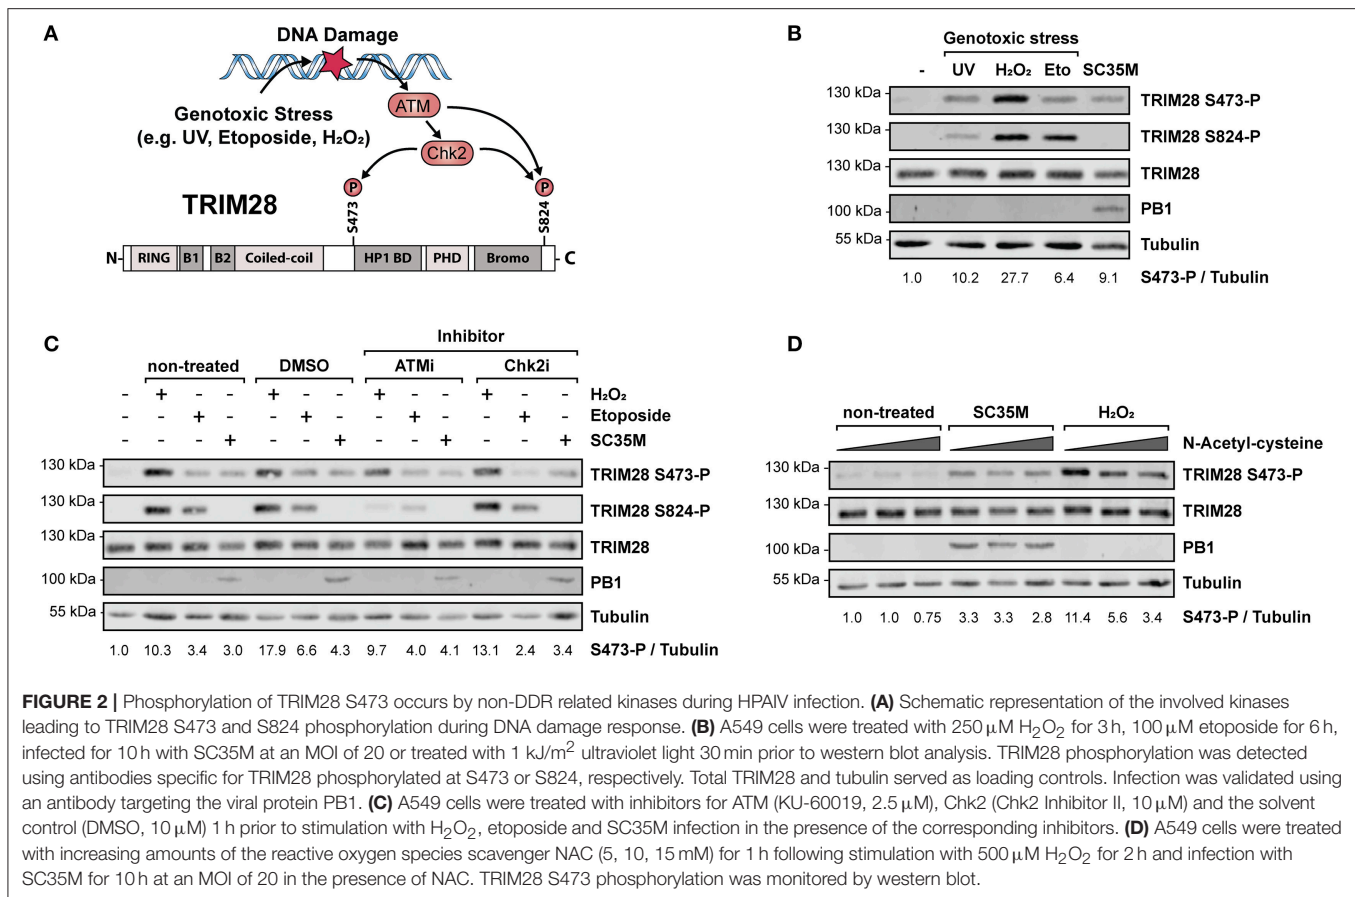 A
DNA Damage
Genotoxic Stress
(e.g. UV, Etoposide, H₂O₂)
ATM
Chk2
P
P
S473
S824
TRIM28
N-
RING
B1
B2
Coiled-coil
HP1 BD
PHD
Bromo
- C
B
Genotoxic stress
- UV H₂O₂ Eto SC35M
130 kDa TRIM28 S473-P
130 kDa TRIM28 S824-P
130 kDa TRIM28
100 kDa PB1
55 kDa Tubulin
1.0 10.2 27.7 6.4 9.1 S473-P / Tubulin
C
Inhibitor
non-treated DMSO ATMi Chk2i
- + - - + - - + - - + - - H₂O₂
- - + - - + - - + - - + - Etoposide
- - - + - - + - - + - - + SC35M
130 kDa TRIM28 S473-P
130 kDa TRIM28 S824-P
130 kDa TRIM28
100 kDa PB1
55 kDa Tubulin
1.0 10.3 3.4 3.0 17.9 6.6 4.3 9.7 4.0 4.1 13.1 2.4 3.4 S473-P / Tubulin
D
non-treated SC35M H₂O₂
N-Acetyl-cysteine
130 kDa TRIM28 S473-P
130 kDa TRIM28
100 kDa PB1
55 kDa Tubulin
1.0 1.0 0.75 3.3 3.3 2.8 11.4 5.6 3.4 S473-P / Tubulin
FIGURE 2 | Phosphorylation of TRIM28 S473 occurs by non-DDR related kinases during HPAIV infection. (A) Schematic representation of the involved kinases
leading to TRIM28 S473 and S824 phosphorylation during DNA damage response. (B) A549 cells were treated with 250 μM H₂O₂ for 3 h, 100 μM etoposide for 6 h,
infected for 10 h with SC35M at an MOI of 20 or treated with 1 kJ/m² ultraviolet light 30 min prior to western blot analysis. TRIM28 phosphorylation was detected
using antibodies specific for TRIM28 phosphorylated at S473 or S824, respectively. Total TRIM28 and tubulin served as loading controls. Infection was validated using
an antibody targeting the viral protein PB1. (C) A549 cells were treated with inhibitors for ATM (KU-60019, 2.5 μM), Chk2 (Chk2 Inhibitor II, 10 μM) and the solvent
control (DMSO, 10 μM) 1 h prior to stimulation with H₂O₂, etoposide and SC35M infection in the presence of the corresponding inhibitors. (D) A549 cells were treated
with increasing amounts of the reactive oxygen species scavenger NAC (5, 10, 15 mM) for 1 h following stimulation with 500 μM H₂O₂ for 2 h and infection with
SC35M for 10 h at an MOI of 20 in the presence of NAC. TRIM28 S473 phosphorylation was monitored by western blot.